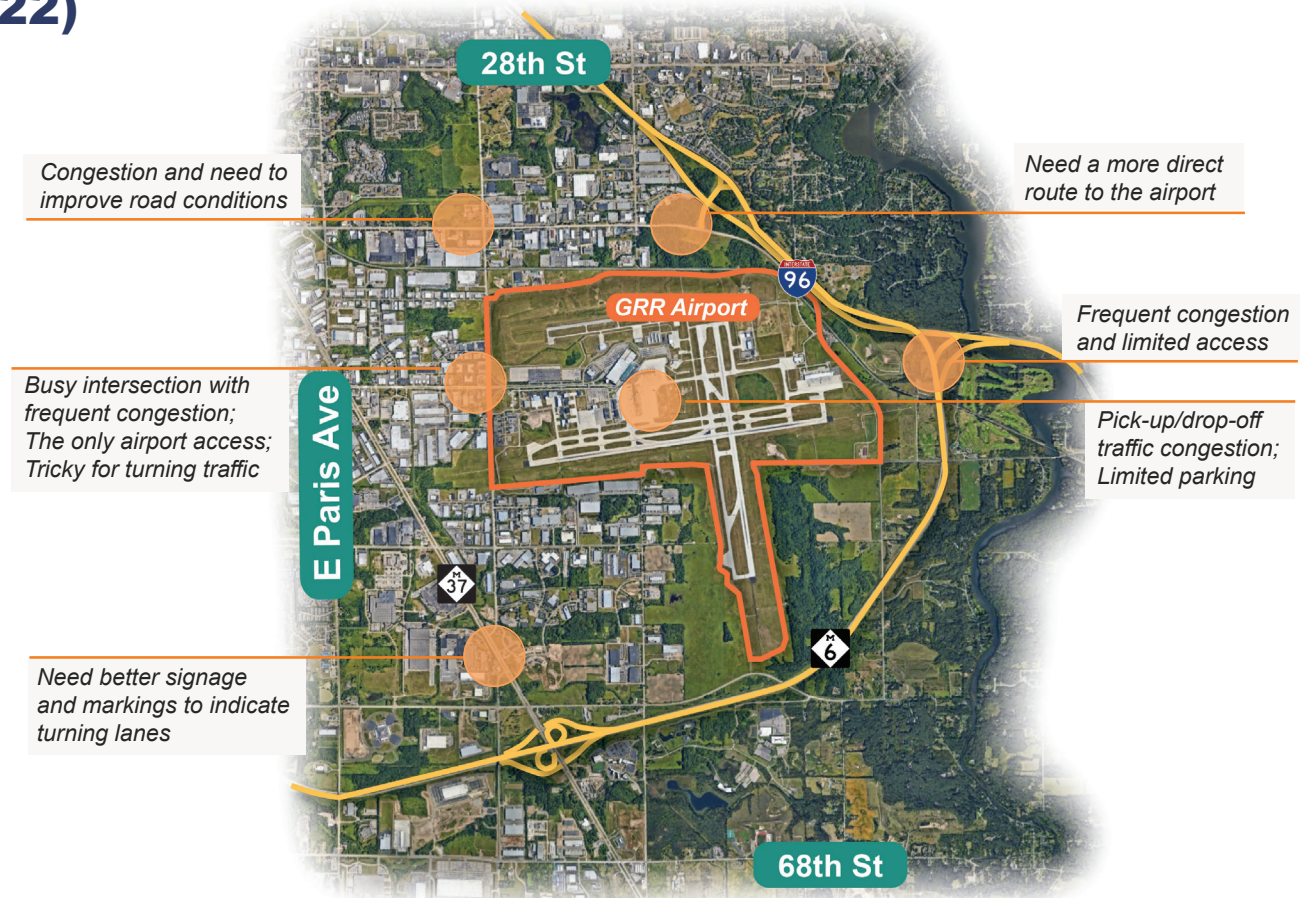 22)
28th St
Congestion and need to
improve road conditions
Need a more direct
route to the airport
INTERSTATE
96
GRR Airport
Frequent congestion
and limited access
Busy intersection with
frequent congestion;
The only airport access;
Tricky for turning traffic
E Paris Ave
Pick-up/drop-off
traffic congestion;
Limited parking
M
37
M
6
Need better signage
and markings to indicate
turning lanes
68th St